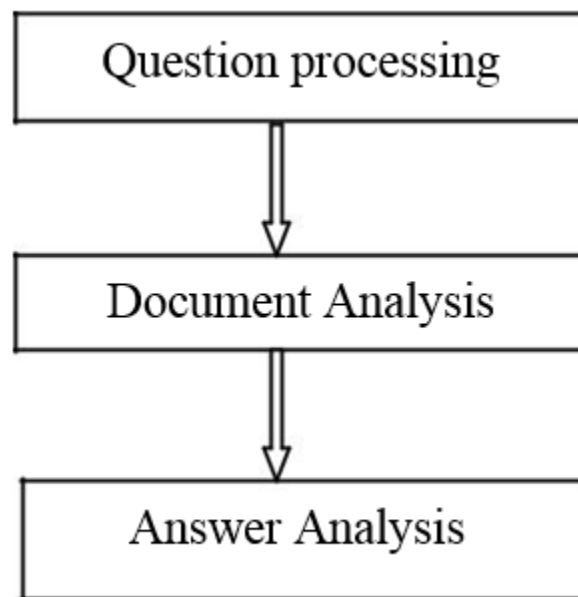 Question processing
Document Analysis
Answer Analysis